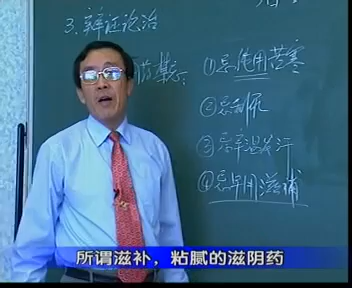 3. 辩证论治
①忌使用苦寒
②忌利尿
③忌辛温发汗
④忌早用滋补
所谓滋补，粘腻的滋阴药